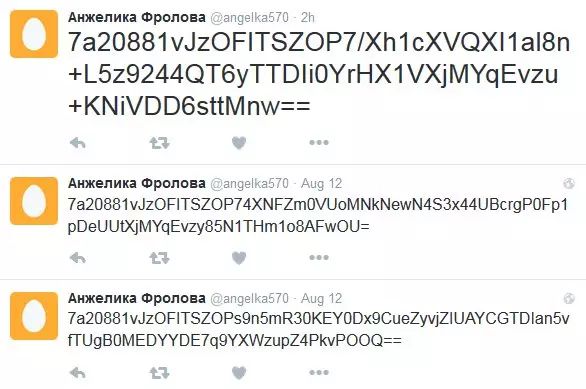 Анжелика Фролова @angelka570 · 2h
7a20881vJzOFITSZOP7/Xh1cXVQXI1al8n
+L5z9244QT6yTTDIi0YrHX1VXjMYqEvzu
+KNiVDD6sttMnw==
Анжелика Фролова @angelka570 · Aug 12
7a20881vJzOFITSZOP74XNFZm0VUoMNkNewN4S3x44UBcrgP0Fp1
pDeUUtXjMYqEvzy85N1THm1o8AFwOU=
Анжелика Фролова @angelka570 · Aug 12
7a20881vJzOFITSZOPs9n5mR30KEY0Dx9CueZyvjZIUAYCGTDIan5v
fTUgB0MEDYYDE7q9YXWzupZ4PkvPOOQ==